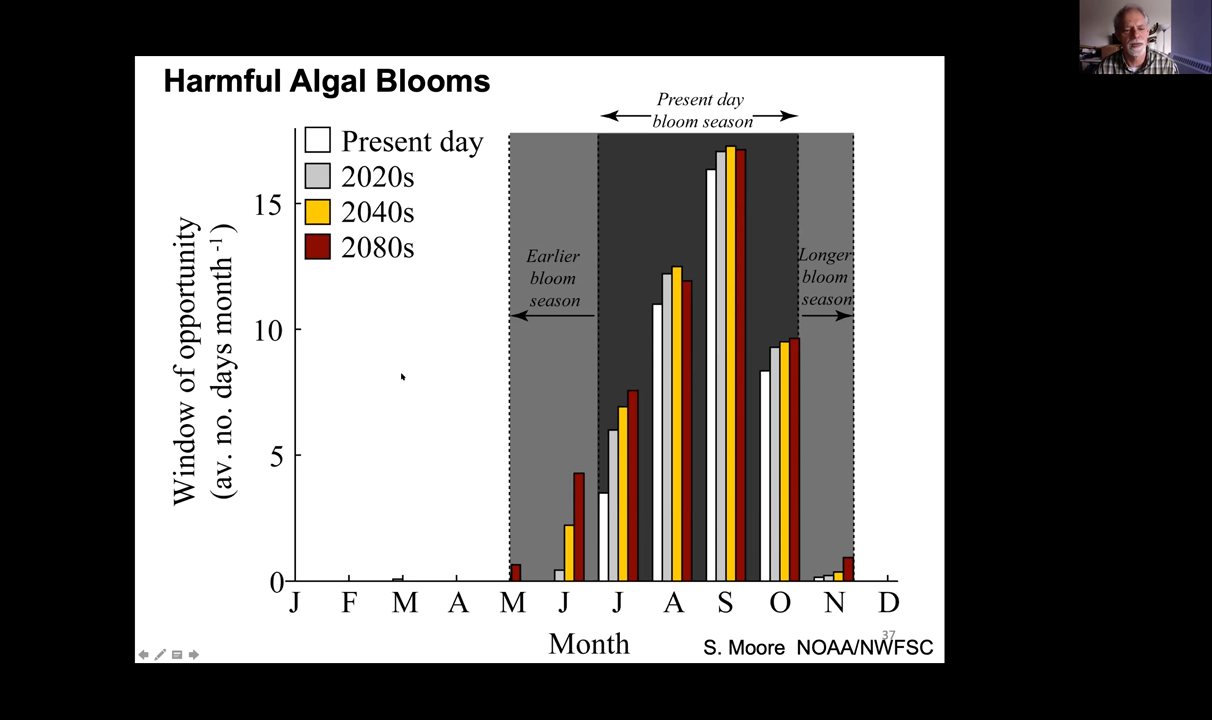 Harmful Algal Blooms
Present day
bloom season
Present day
2020s
2040s
2080s
15
10
5
0
Window of opportunity
(av. no. days month -1)
Earlier
bloom
season
Longer
bloom
season
J F M A M J J A S O N D
Month
37
S. Moore NOAA/NWFSC